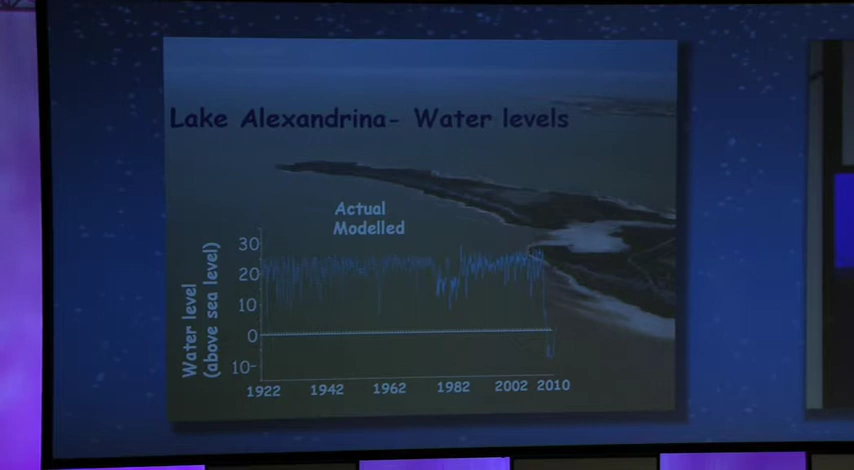 Lake Alexandrina- Water levels
Actual
Modelled
Water level
(above sea level)
30
20
10
0
10-
1922 1942 1962 1982 2002 2010